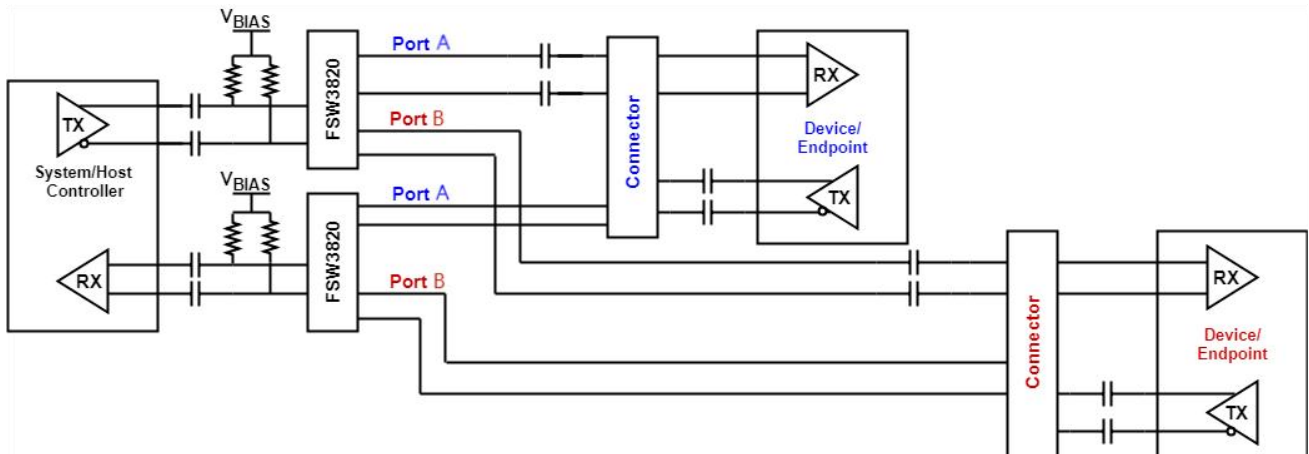 VBIAS
FSW3820
Port A
Port B
TX
System/Host
Controller
RX
VBIAS
FSW3820
Port A
Port B
Connector
RX
Device/
Endpoint
TX
Connector
RX
Device/
Endpoint
TX